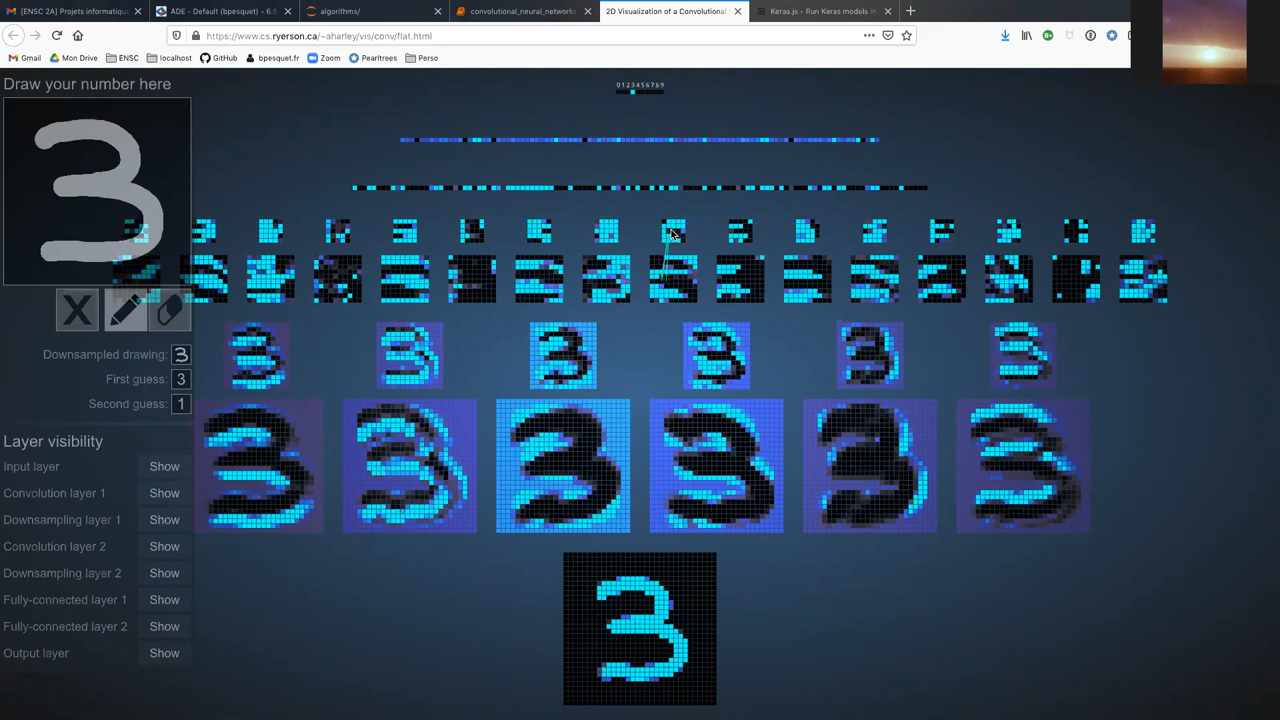 [ENSC 2A] Projets informatiqu
ADE - Default (bpesquet) - 6.5
algorithms/
convolutional_neural_networks
2D Visualization of a Convolutional
Keras.js - Run Keras models in
https://www.cs.ryerson.ca/~aharley/vis/conv/flat.html
Gmail
Mon Drive
ENSC
localhost
GitHub
bpesquet.fr
Zoom
Pearltrees
Perso
Draw your number here
0123456789
3
Downsampled drawing: 3
First guess: 3
Second guess: 1
Layer visibility
Input layer Show
Convolution layer 1 Show
Downsampling layer 1 Show
Convolution layer 2 Show
Downsampling layer 2 Show
Fully-connected layer 1 Show
Fully-connected layer 2 Show
Output layer Show
3